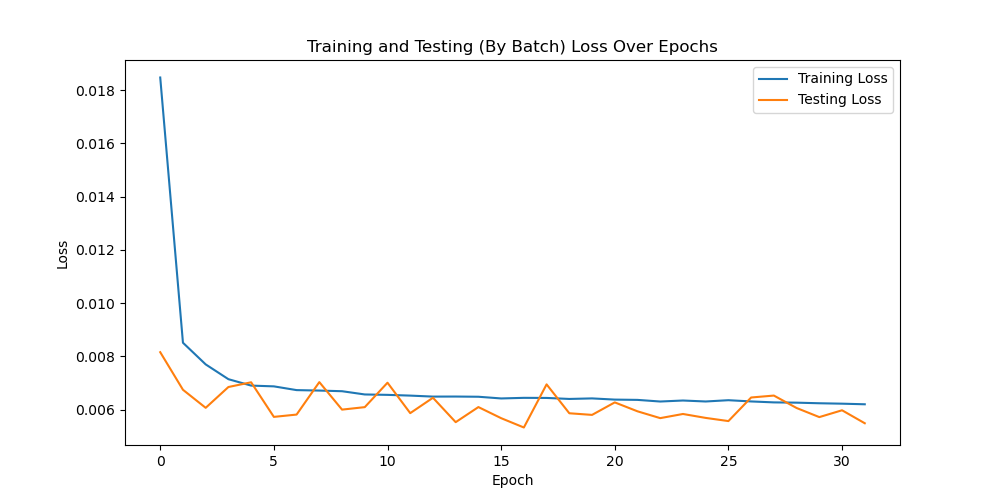 Training and Testing (By Batch) Loss Over Epochs
Training Loss
Testing Loss
0.018
0.016
0.014
0.012
0.010
0.008
0.006
Loss
0 5 10 15 20 25 30
Epoch